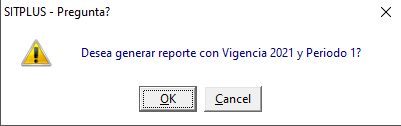 SITPLUS - Pregunta?
Desea generar reporte con Vigencia 2021 y Periodo 1?
OK
Cancel